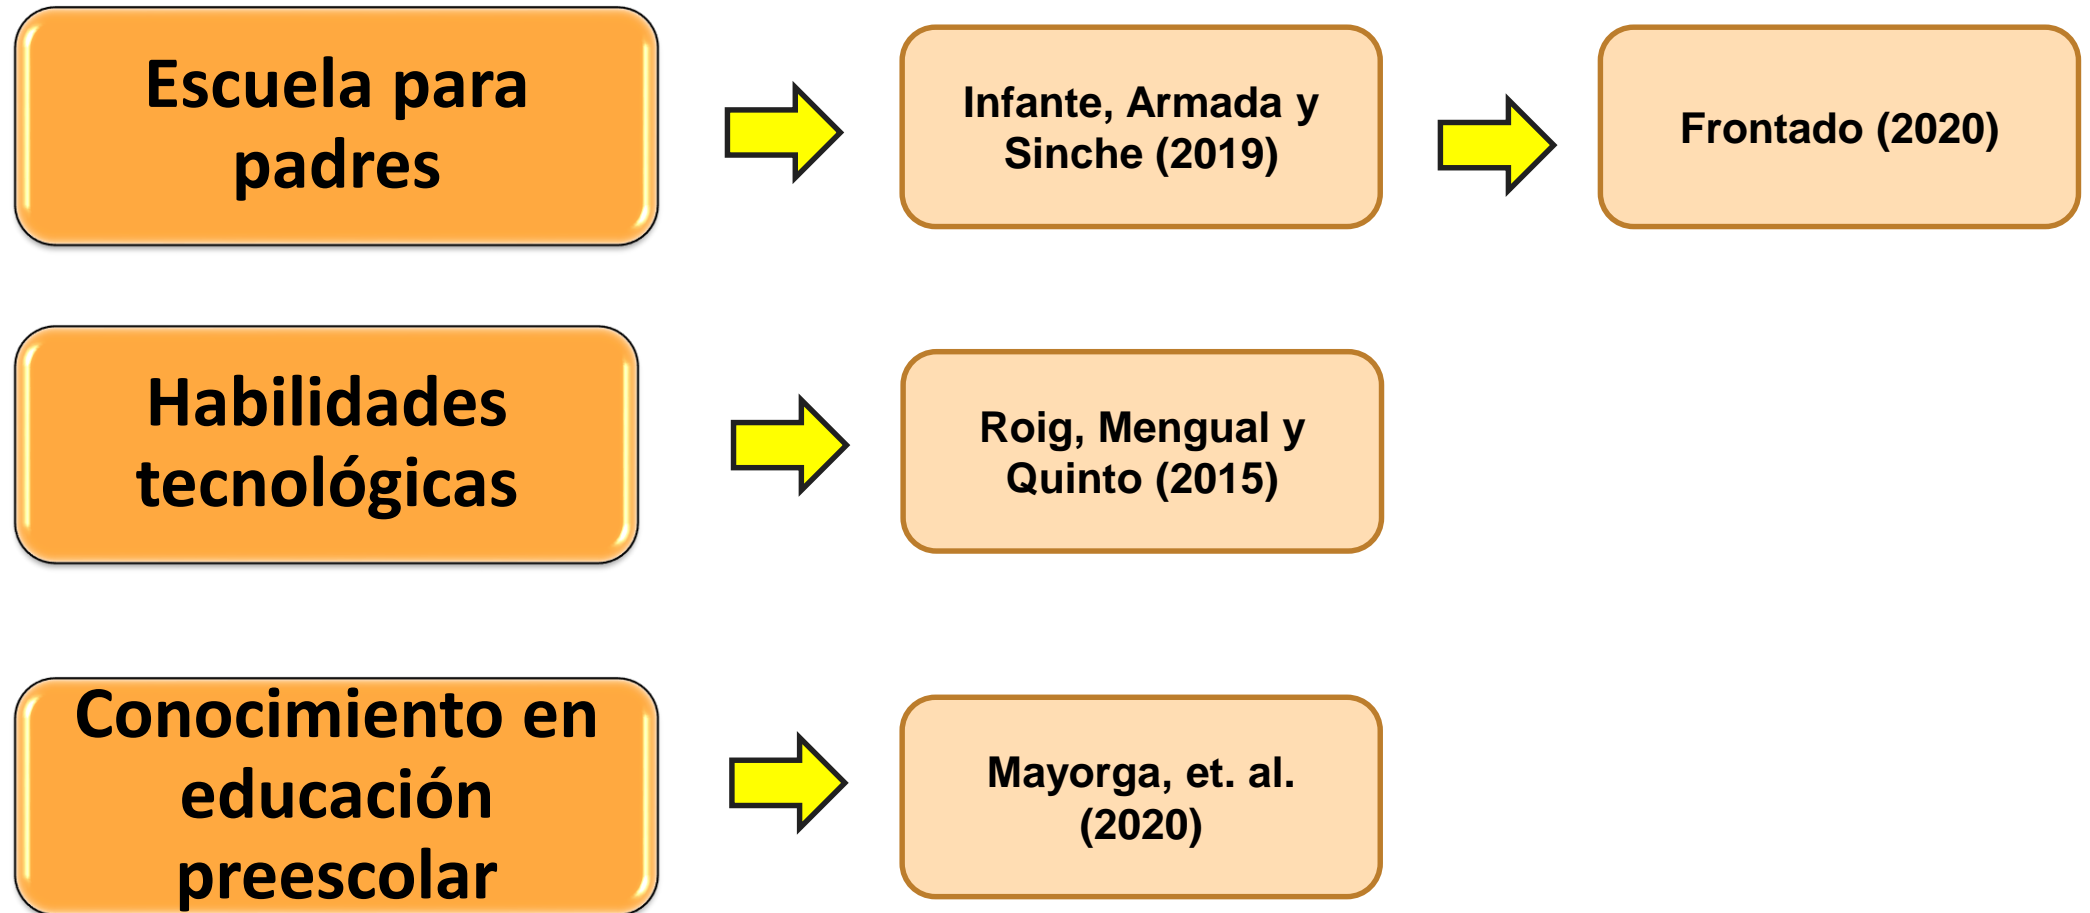 Escuela para
padres
Infante, Armada y
Sinche (2019)
Frontado (2020)
Habilidades
tecnológicas
Roig, Mengual y
Quinto (2015)
Conocimiento en
educación
preescolar
Mayorga, et. al.
(2020)